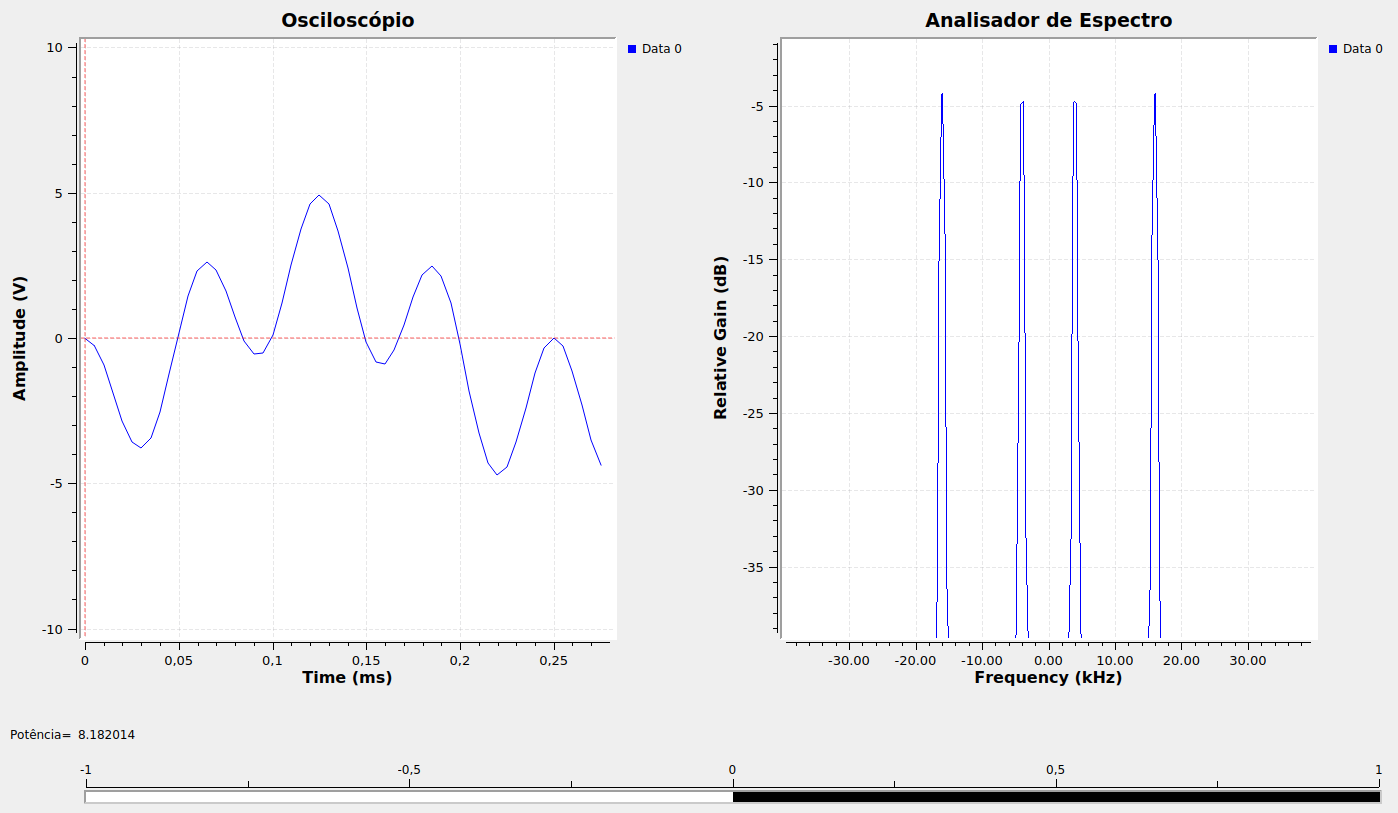 Osciloscópio
Data 0
10
5
0
-5
-10
Amplitude (V)
0 0,05 0,1 0,15 0,2 0,25
Time (ms)
Analisador de Espectro
Data 0
-5
-10
-15
-20
-25
-30
-35
Relative Gain (dB)
-30.00 -20.00 -10.00 0.00 10.00 20.00 30.00
Frequency (kHz)
Potência= 8.182014
-1 -0,5 0 0,5 1